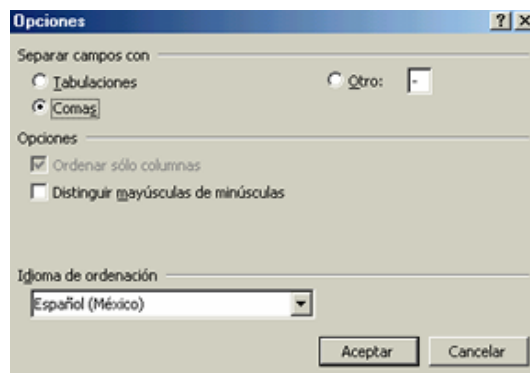 Opciones
Separar campos con
Tabulaciones
Otro: -
Comas
Opciones
Ordenar sólo columnas
Distinguir mayúsculas de minúsculas
Idioma de ordenación
Español (México)
Aceptar Cancelar